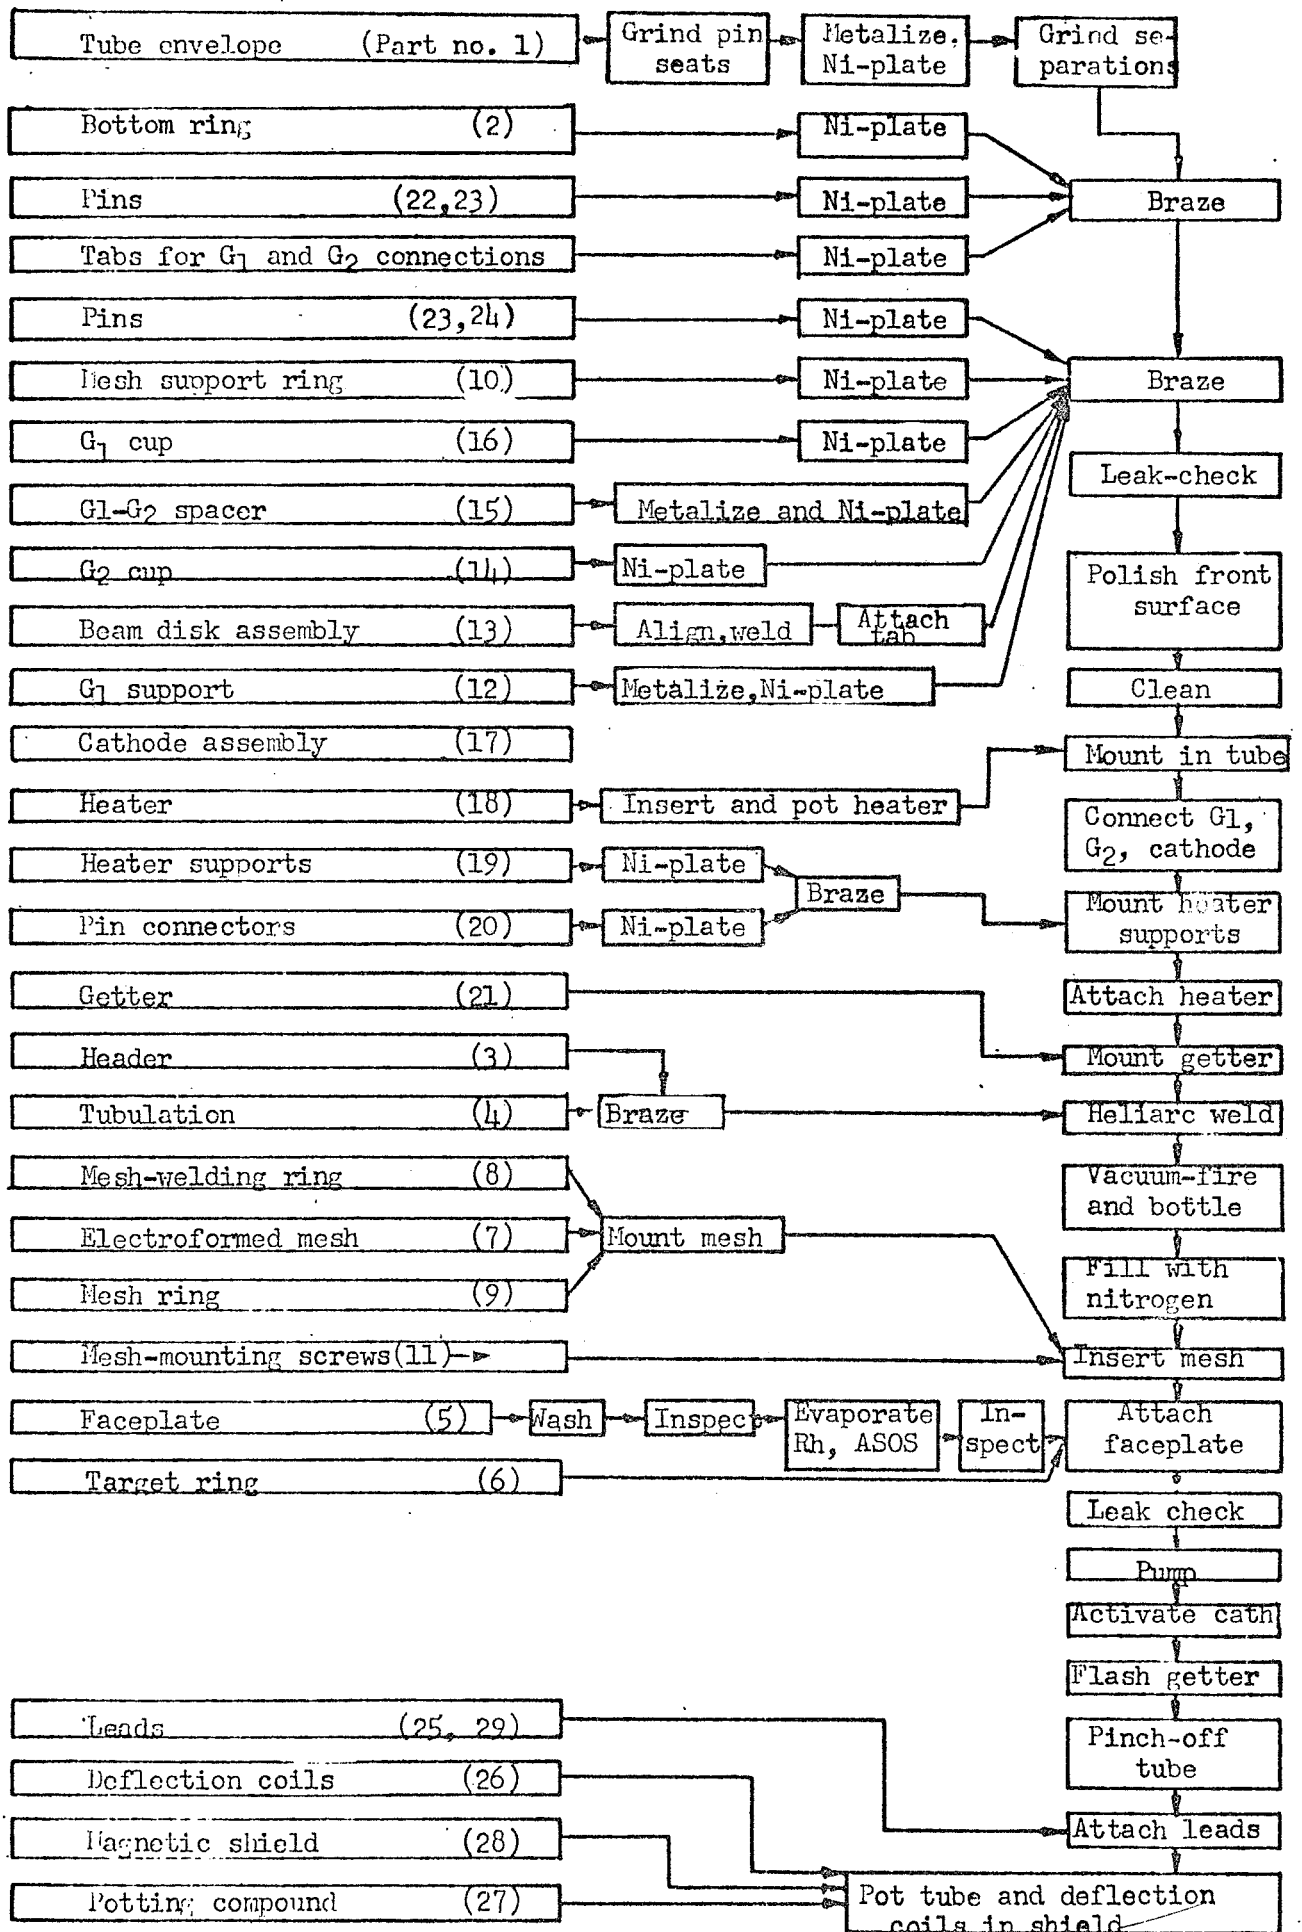 Tube envelope (Part no. 1) Grind pin seats Metalize, Ni-plate Grind se-parations
Bottom ring (2) Ni-plate
Pins (22,23) Ni-plate Braze
Tabs for G1 and G2 connections Ni-plate
Pins (23,24) Ni-plate
Mesh support ring (10) Ni-plate Braze
G1 cup (16) Ni-plate
Leak-check
G1-G2 spacer (15) Metalize and Ni-plate
G2 cup (14) Ni-plate
Polish front
surface
Beam disk assembly (13) Align,weld Attach tab
G1 support (12) Metalize,Ni-plate Clean
Cathode assembly (17)
Mount in tube
Heater (18) Insert and pot heater
Connect G1,
G2, cathode
Heater supports (19) Ni-plate
Braze
Mount heater
supports
Pin connectors (20) Ni-plate
Getter (21) Attach heater
Header (3) Mount getter
Tubulation (4) Braze Heliarc weld
Mesh-welding ring (8)
Vacuum-fire
and bottle
Electroformed mesh (7) Mount mesh
Fill with
nitrogen
Mesh ring (9)
Mesh-mounting screws(11) Insert mesh
Faceplate (5) Wash Inspect Evaporate Rh, ASOS In-spect Attach faceplate
Target ring (6)
Leak check
Pump
Activate cath
Flash getter
Leads (25, 29)
Pinch-off
tube
Deflection coils (26)
Attach leads
Magnetic shield (28)
Potting compound (27)
Pot tube and deflection
coils in shield